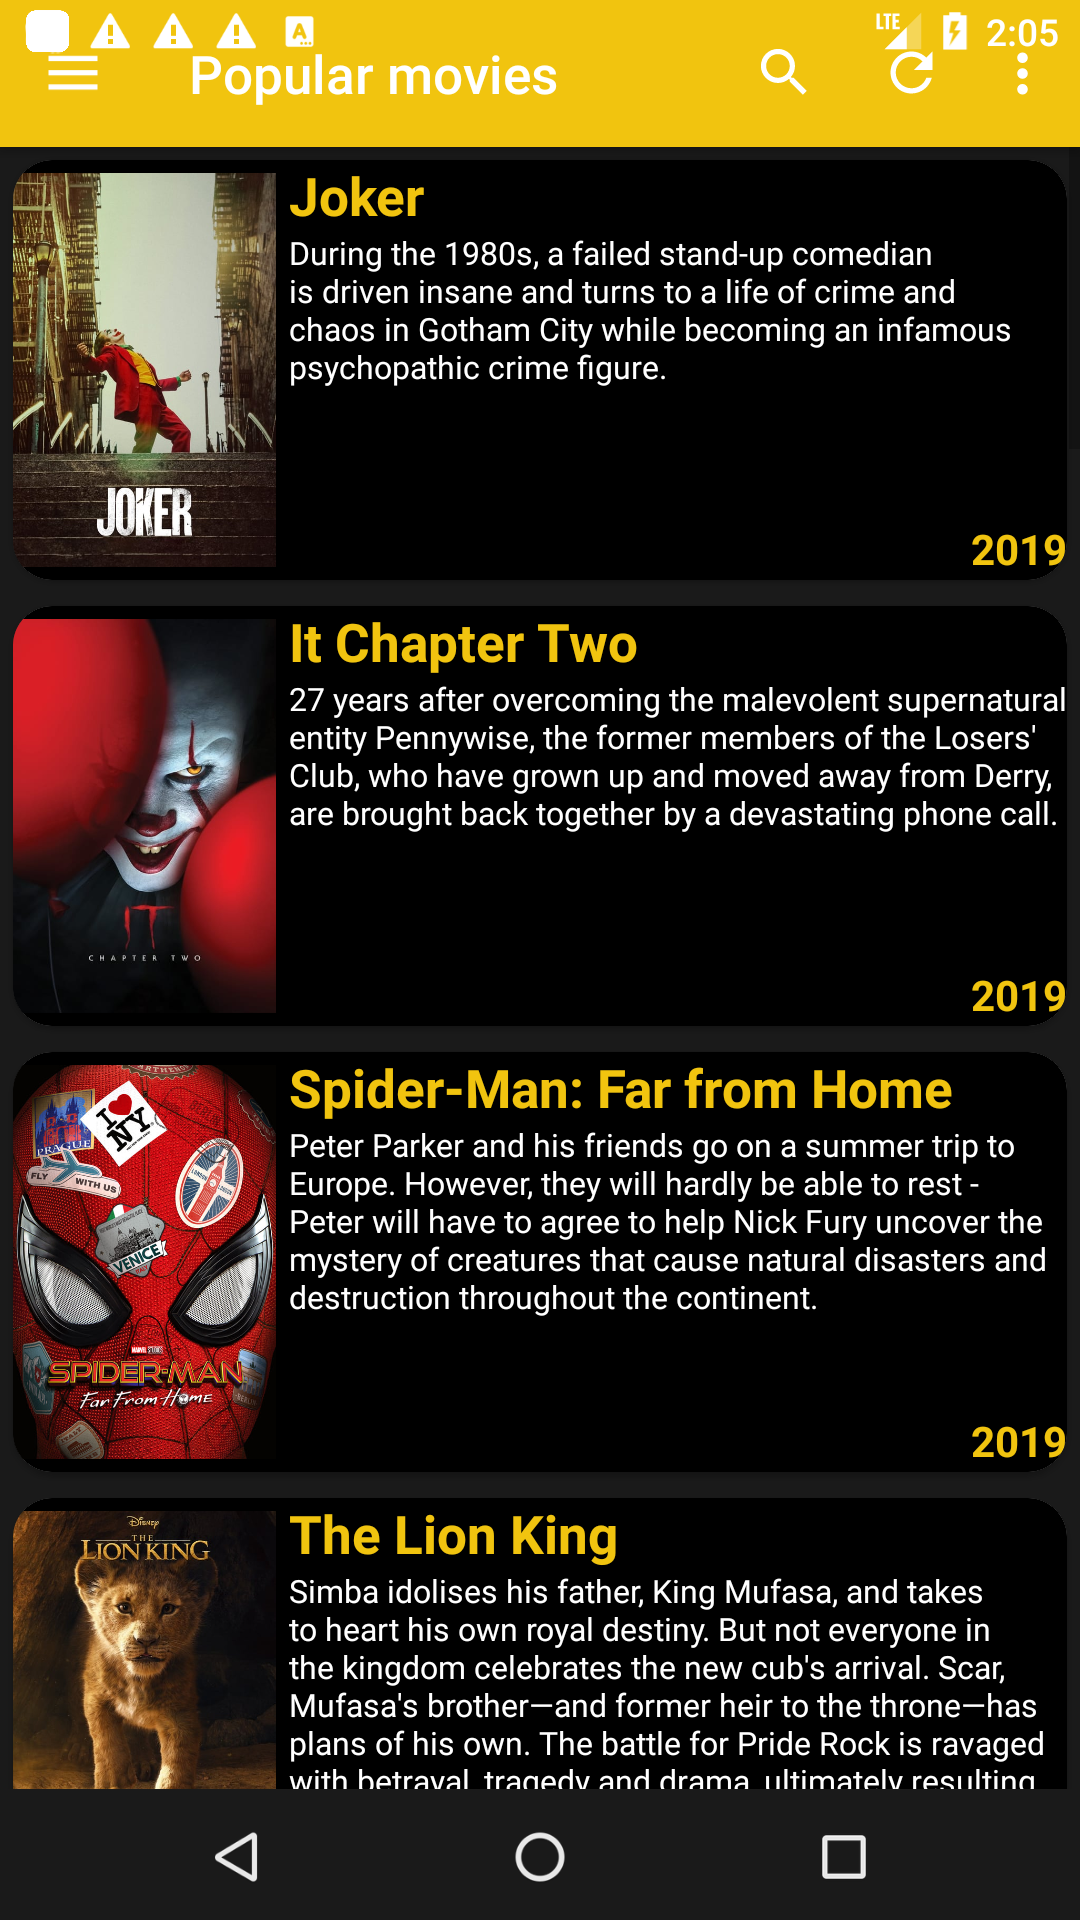 LTE 2:05
Popular movies
Joker
During the 1980s, a failed stand-up comedian
is driven insane and turns to a life of crime and
chaos in Gotham City while becoming an infamous
psychopathic crime figure.
JOKER
2019
It Chapter Two
27 years after overcoming the malevolent supernatural
entity Pennywise, the former members of the Losers'
Club, who have grown up and moved away from Derry,
are brought back together by a devastating phone call.
IT
CHAPTER TWO
2019
Spider-Man: Far from Home
Peter Parker and his friends go on a summer trip to
Europe. However, they will hardly be able to rest -
Peter will have to agree to help Nick Fury uncover the
mystery of creatures that cause natural disasters and
destruction throughout the continent.
I NY
PRAGUE
FLY WITH US
VENICE
SPIDER-MAN
Far From Home
BERLIN
2019
The Lion King
Simba idolises his father, King Mufasa, and takes
to heart his own royal destiny. But not everyone in
the kingdom celebrates the new cub's arrival. Scar,
Mufasa's brother—and former heir to the throne—has
plans of his own. The battle for Pride Rock is ravaged
with betrayal, tragedy and drama, ultimately resulting
Disney
THE
LION KING